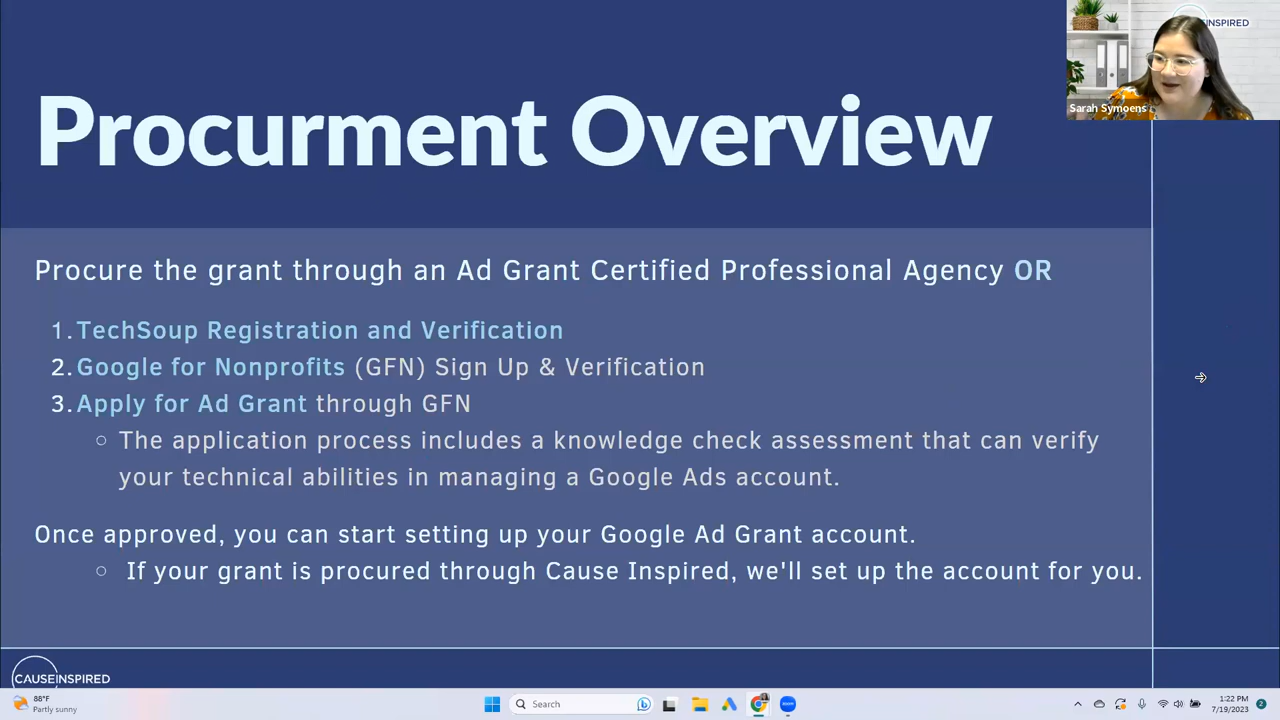 INSPIRED
Sarah Symoens
Procurment Overview
Procure the grant through an Ad Grant Certified Professional Agency OR
1. TechSoup Registration and Verification
2. Google for Nonprofits (GFN) Sign Up & Verification
3. Apply for Ad Grant through GFN
○ The application process includes a knowledge check assessment that can verify
your technical abilities in managing a Google Ads account.
Once approved, you can start setting up your Google Ad Grant account.
○ If your grant is procured through Cause Inspired, we'll set up the account for you.
CAUSEINSPIRED
88°F
Partly sunny
Search
zoom
1:22 PM
7/19/2023
2